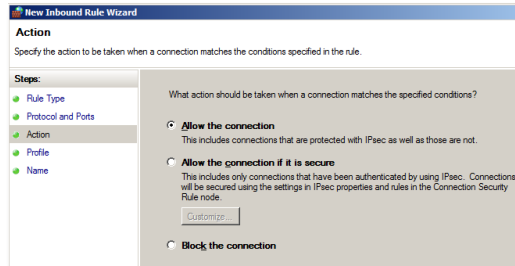 New Inbound Rule Wizard
Action
Specify the action to be taken when a connection matches the conditions specified in the rule.
Steps:
Rule Type
Protocol and Ports
Action
Profile
Name
What action should be taken when a connection matches the specified conditions?
Allow the connection
This includes connections that are protected with IPsec as well as those are not.
Allow the connection if it is secure
This includes only connections that have been authenticated by using IPsec. Connections
will be secured using the settings in IPsec properties and rules in the Connection Security
Rule node.
Customize...
Block the connection